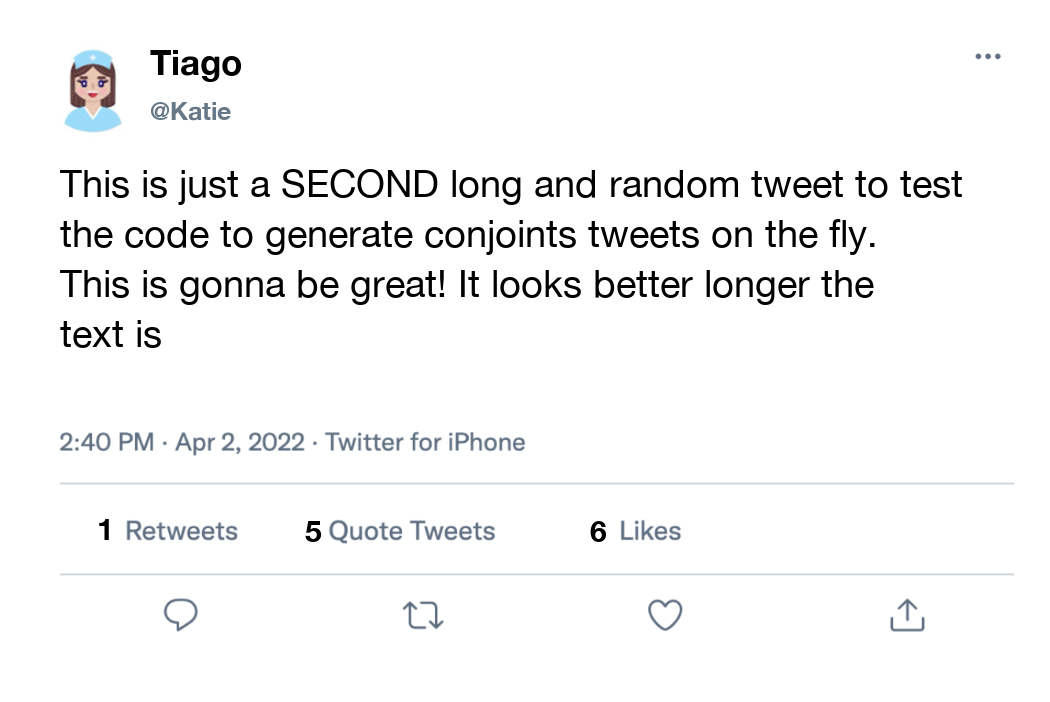 Tiago
@Katie
This is just a SECOND long and random tweet to test
the code to generate conjoints tweets on the fly.
This is gonna be great! It looks better longer the
text is
2:40 PM · Apr 2, 2022 · Twitter for iPhone
1 Retweets 5 Quote Tweets 6 Likes